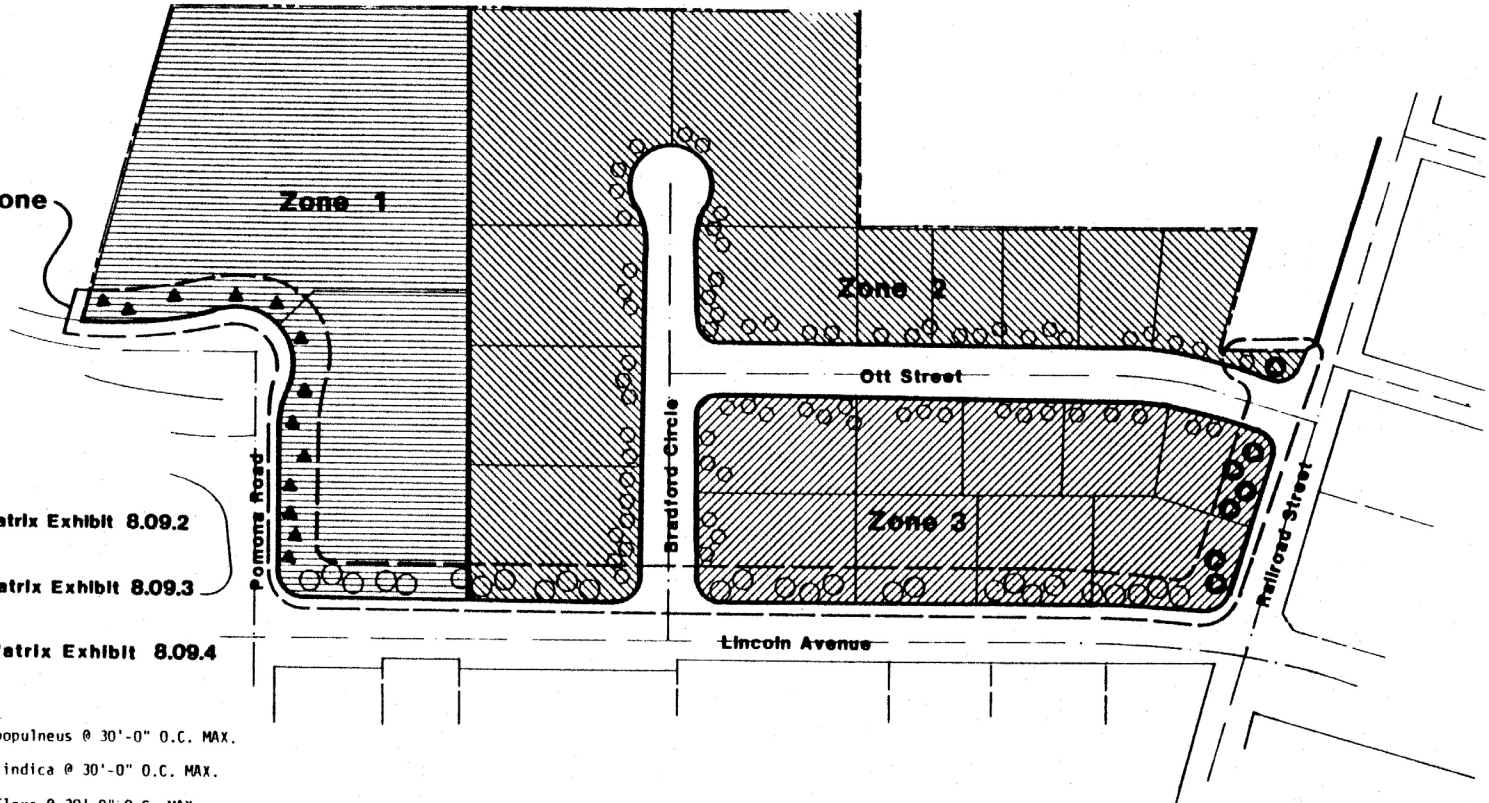 Zone 1
one
Zone 2
Ott Street
Bradford Circle
Pomona Road
Zone 3
Railroad Street
atrix Exhibit 8.09.2
atrix Exhibit 8.09.3
Lincoln Avenue
atrix Exhibit 8.09.4
populneus @ 30'-0" O.C. MAX.
indica @ 30'-0" O.C. MAX.